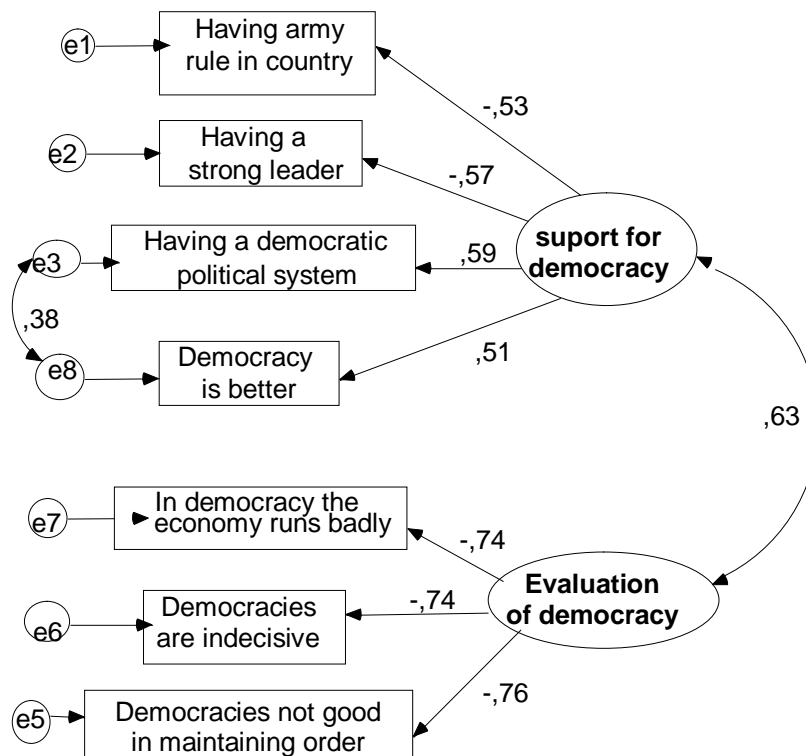 e1
Having army
rule in country
-,53
e2
Having a
strong leader
-,57
e3
Having a democratic
political system
,59
suport for
democracy
,38
e8
Democracy
is better
,51
,63
e7
In democracy the
economy runs badly
-,74
e6
Democracies
are indecisive
-,74
Evaluation
of democracy
e5
Democracies not good
in maintaining order
-,76